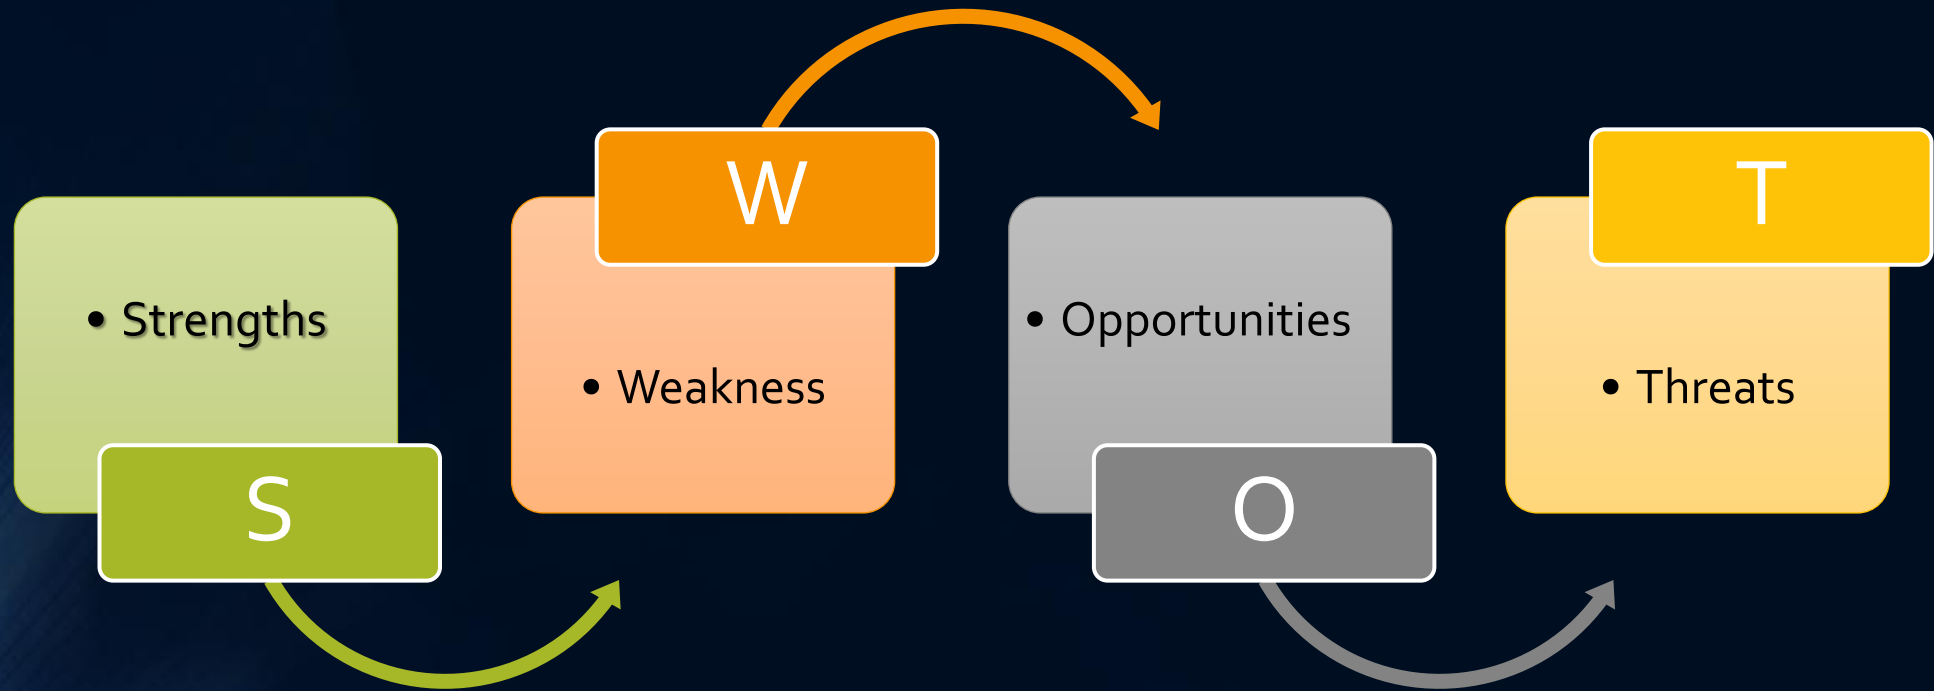 • Strengths
S
W
• Weakness
• Opportunities
O
T
• Threats